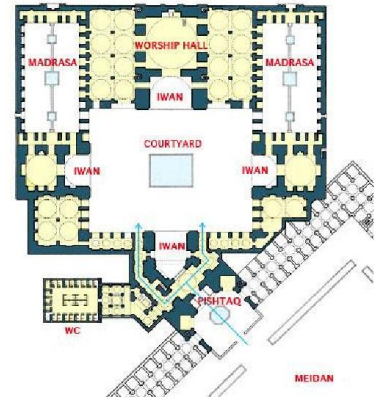 WORSHIP HALL
MADRASA
MADRASA
IWAN
COURTYARD
IWAN
IWAN
IWAN
PISHTAQ
WC
MEIDAN